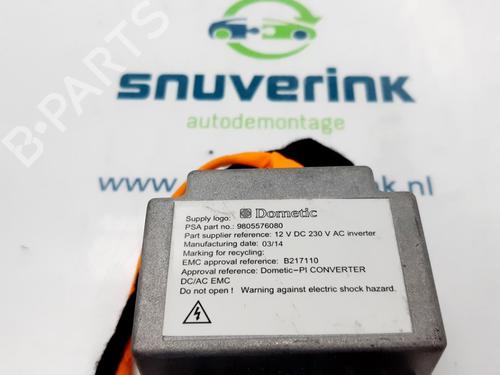 B-PARTS
snuverink
autodemontage
k.nl
Supply logo: Dometic
PSA part no.: 9805576080
Part supplier reference: 12 V DC 230 V AC inverter
Manufacturing date: 03/14
Marking for recycling:
EMC approval reference: B217110
Approval reference: Dometic-PI CONVERTER
DC/AC EMC
Do not open ! Warning against electric shock hazard.